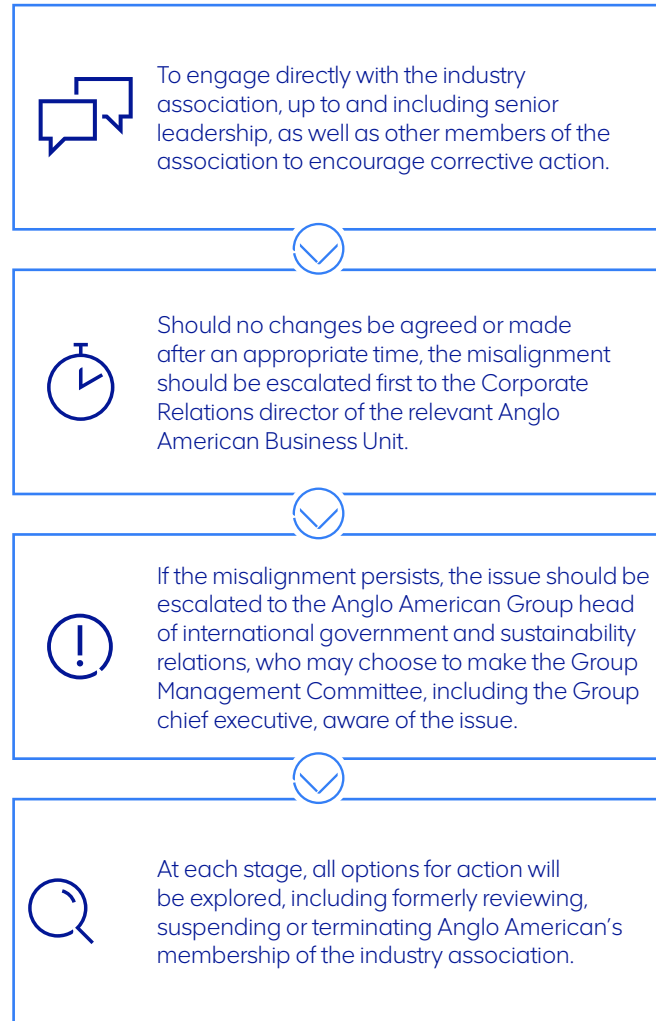 To engage directly with the industry
association, up to and including senior
leadership, as well as other members of the
association to encourage corrective action.
Should no changes be agreed or made
after an appropriate time, the misalignment
should be escalated first to the Corporate
Relations director of the relevant Anglo
American Business Unit.
If the misalignment persists, the issue should be
escalated to the Anglo American Group head
of international government and sustainability
relations, who may choose to make the Group
Management Committee, including the Group
chief executive, aware of the issue.
At each stage, all options for action will
be explored, including formerly reviewing,
suspending or terminating Anglo American’s
membership of the industry association.